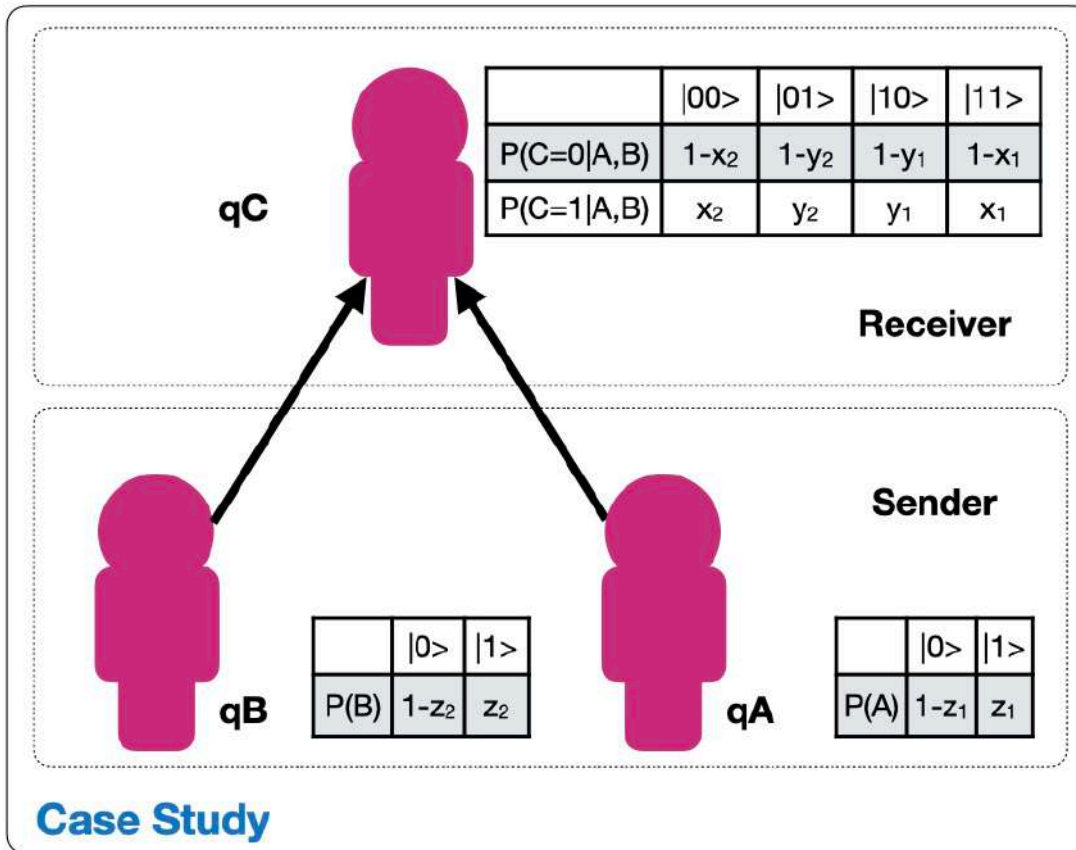 |00> |01> |10> |11>
P(C=0|A,B) 1-x₂ 1-y₂ 1-y₁ 1-x₁
P(C=1|A,B) x₂ y₂ y₁ x₁
qC
Receiver
Sender
|0> |1>
P(B) 1-z₂ z₂
qB
|0> |1>
P(A) 1-z₁ z₁
qA
Case Study